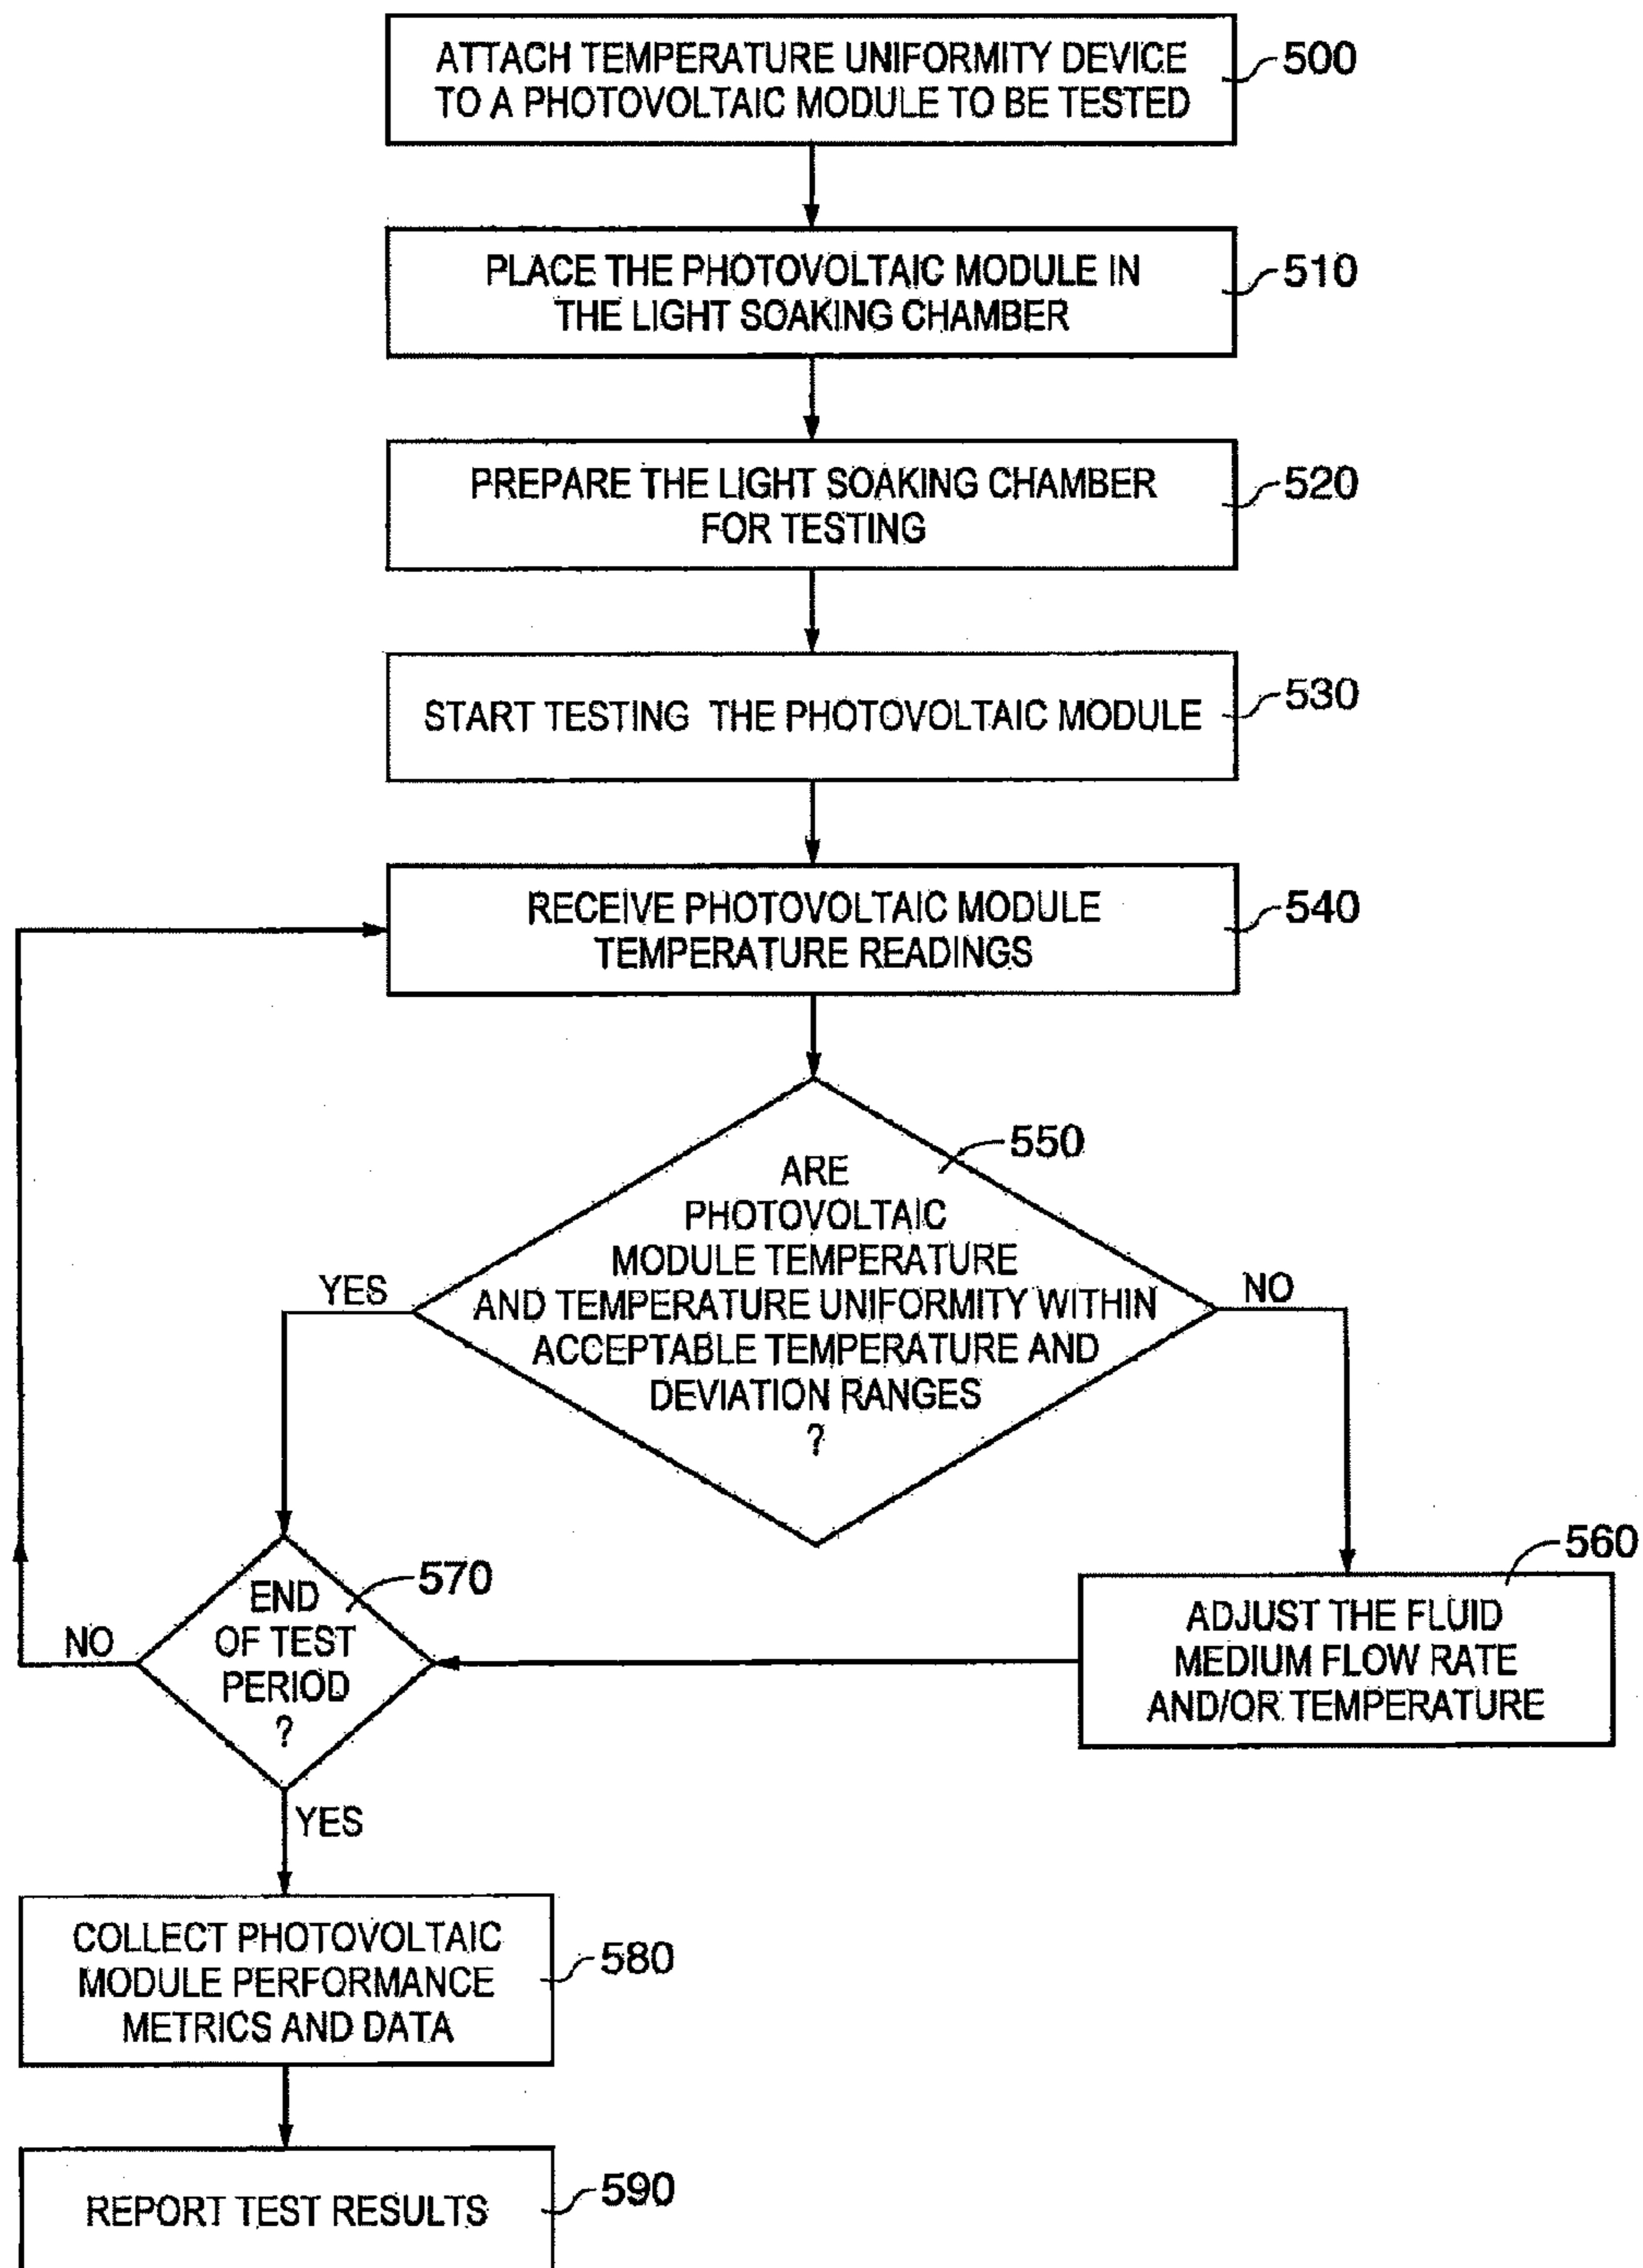 ATTACH TEMPERATURE UNIFORMITY DEVICE
TO A PHOTOVOLTAIC MODULE TO BE TESTED
500
PLACE THE PHOTOVOLTAIC MODULE IN
THE LIGHT SOAKING CHAMBER
510
PREPARE THE LIGHT SOAKING CHAMBER
FOR TESTING
520
START TESTING THE PHOTOVOLTAIC MODULE
530
RECEIVE PHOTOVOLTAIC MODULE
TEMPERATURE READINGS
540
550
ARE
PHOTOVOLTAIC
MODULE TEMPERATURE
AND TEMPERATURE UNIFORMITY WITHIN
ACCEPTABLE TEMPERATURE AND
DEVIATION RANGES
?
YES
NO
560
ADJUST THE FLUID
MEDIUM FLOW RATE
AND/OR TEMPERATURE
570
END
OF TEST
PERIOD
?
NO
YES
COLLECT PHOTOVOLTAIC
MODULE PERFORMANCE
METRICS AND DATA
580
REPORT TEST RESULTS
590